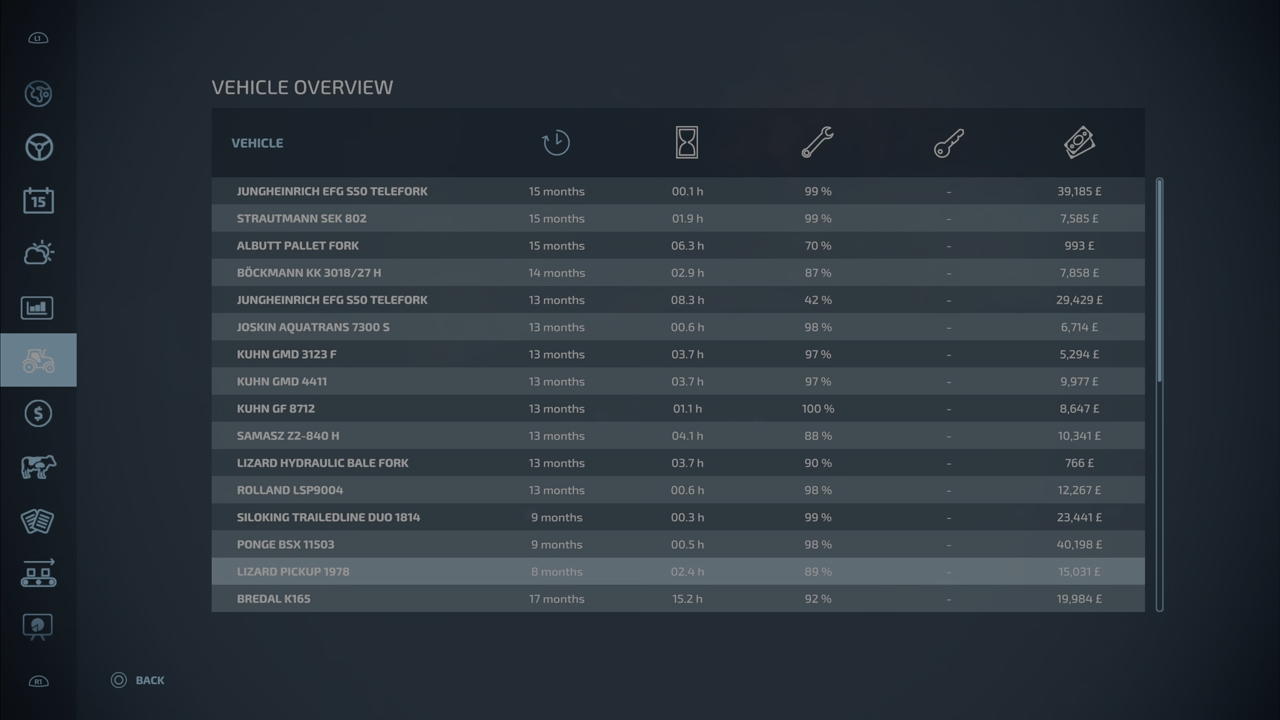 L1
VEHICLE OVERVIEW
VEHICLE
15
JUNGHEINRICH EFG S50 TELEFORK 15 months 00.1 h 99 % - 39,185 £
STRAUTMANN SEK 802 15 months 01.9 h 99 % - 7,585 £
ALBUTT PALLET FORK 15 months 06.3 h 70 % - 993 £
BÖCKMANN KK 3018/27 H 14 months 02.9 h 87 % - 7,858 £
JUNGHEINRICH EFG S50 TELEFORK 13 months 08.3 h 42 % - 29,429 £
JOSKIN AQUATRANS 7300 S 13 months 00.6 h 98 % - 6,714 £
KUHN GMD 3123 F 13 months 03.7 h 97 % - 5,294 £
KUHN GMD 4411 13 months 03.7 h 97 % - 9,977 £
KUHN GF 8712 13 months 01.1 h 100 % - 8,647 £
SAMASZ Z2-840 H 13 months 04.1 h 88 % - 10,341 £
LIZARD HYDRAULIC BALE FORK 13 months 03.7 h 90 % - 766 £
ROLLAND LSP9004 13 months 00.6 h 98 % - 12,267 £
SILOKING TRAILEDLINE DUO 1814 9 months 00.3 h 99 % - 23,441 £
PONGE BSX 11503 9 months 00.5 h 98 % - 40,198 £
LIZARD PICKUP 1978 8 months 02.4 h 89 % - 15,031 £
BREDAL K165 17 months 15.2 h 92 % - 19,984 £
R1
BACK